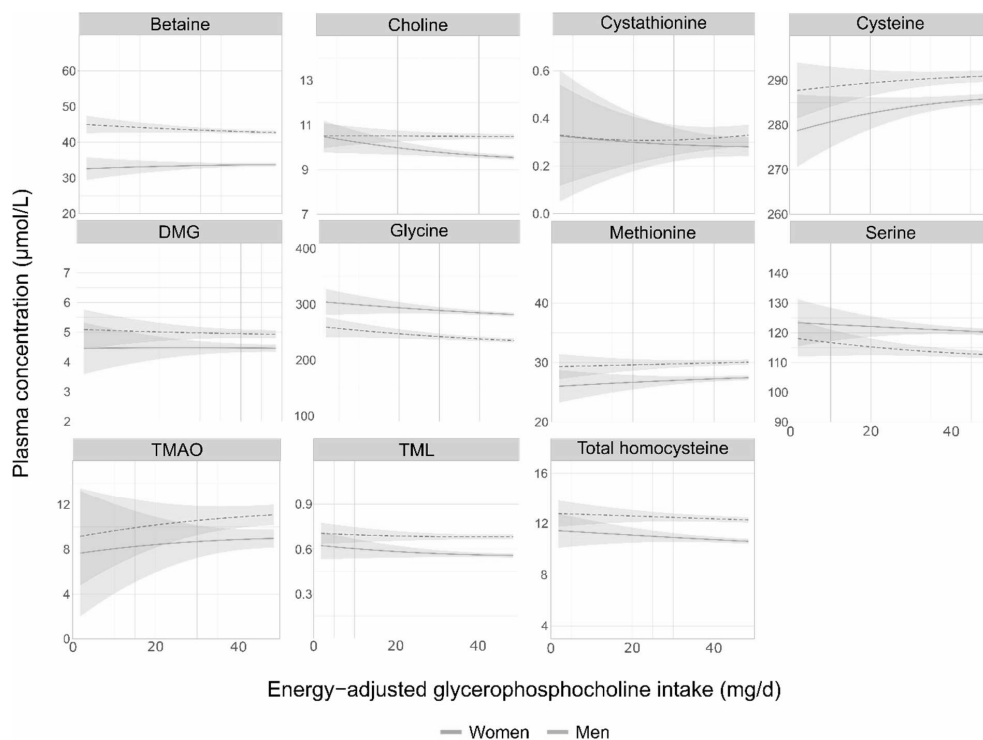 Betaine
Choline
Cystathionine
Cysteine
60
50
40
30
20
13
11
9
7
0.6
0.4
0.2
0.0
290
280
270
260
DMG
Glycine
Methionine
Serine
7
6
5
4
3
2
400
300
200
100
40
30
20
140
130
120
110
100
90
0 20 40
TMAO
TML
Total homocysteine
12
8
4
0
0.9
0.6
0.3
16
12
8
4
0 20 40
0 20 40
0 20 40
Plasma concentration (µmol/L)
Energy−adjusted glycerophosphocholine intake (mg/d)
Women Men